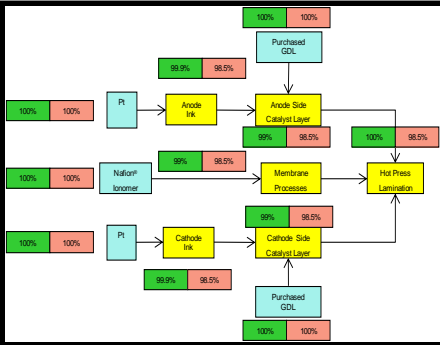 100% 100%
Purchased
GDL
99.9% 98.5%
100% 100%
Pt
Anode
Ink
Anode Side
Catalyst Layer
99% 98.5%
100% 98.5%
99% 98.5%
100% 100%
Nafion®
Ionomer
Membrane
Processes
Hot Press
Lamination
99% 98.5%
100% 100%
Pt
Cathode
Ink
Cathode Side
Catalyst Layer
99.9% 98.5%
Purchased
GDL
100% 100%